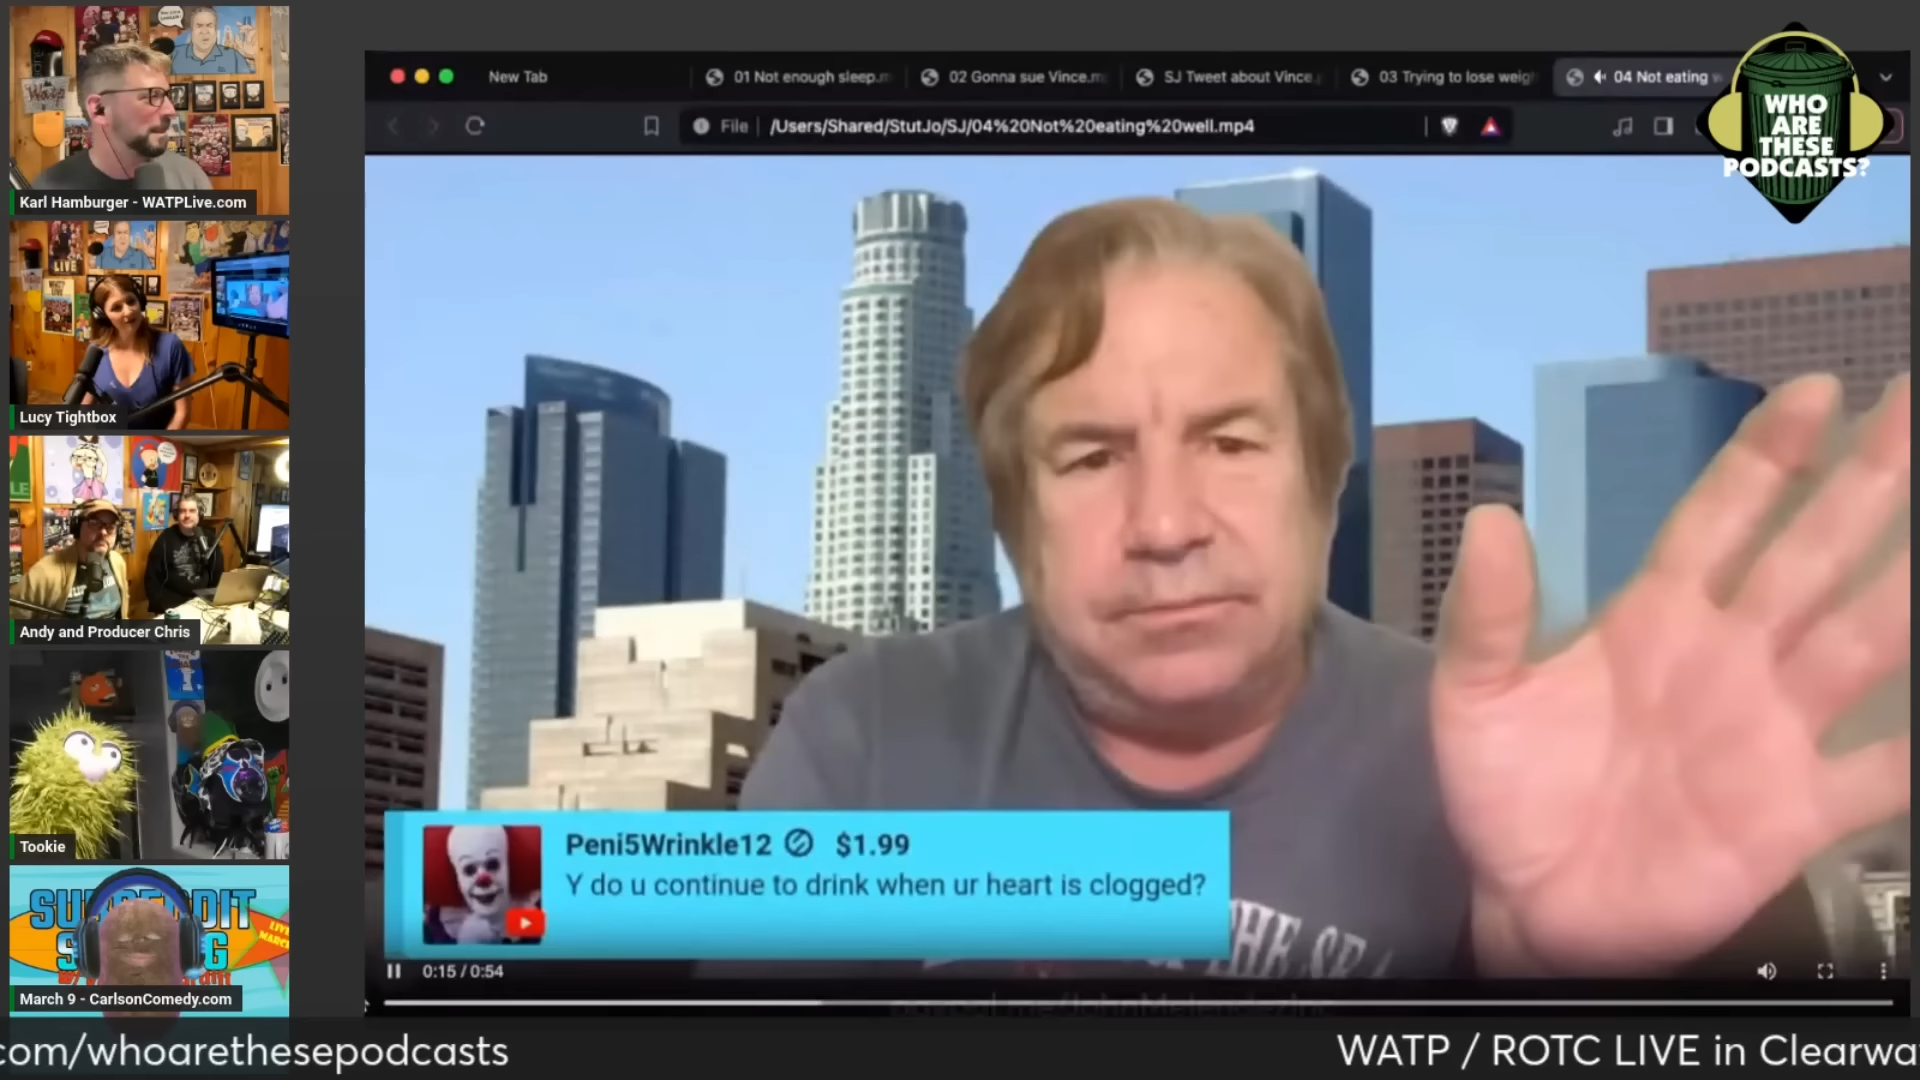 New Tab
01 Not enough sleep.m
02 Gonna sue Vince.m
SJ Tweet about Vince.
03 Trying to lose weigh
04 Not eating w
File
/Users/Shared/StutJo/SJ/04%20Not%20eating%20well.mp4
WHO
ARE
THESE
PODCASTS?
Karl Hamburger - WATPLive.com
LIVE
Lucy Tightbox
Andy and Producer Chris
Tookie
March 9 - CarlsonComedy.com
Peni5Wrinkle12 $1.99
Y do u continue to drink when ur heart is clogged?
0:15 / 0:54
.com/whoarethesepodcasts
WATP / ROTC LIVE in Clearwa